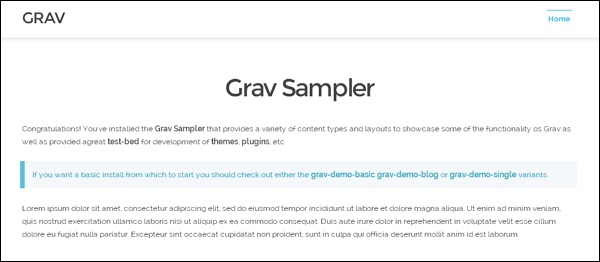 GRAV
Home
Grav Sampler
Congratulations! You've installed the Grav Sampler that provides a variety of content types and layouts to showcase some of the functionality os Grav as
well as provided agreat test-bed for development of themes, plugins, etc
If you want a basic install from which to start you should check out either the grav-demo-basic grav-demo-blog or grav-demo-single variants.
Lorem ipsum dolor sit amet, consectetur adipiscing elit, sed do eiusmod tempor incididunt ut labore et dolore magna aliqua. Ut enim ad minim veniam,
quis nostrud exercitation ullamco laboris nisi ut aliquip ex ea commodo consequat. Duis aute irure dolor in reprehenderit in voluptate velit esse cillum
dolore eu fugiat nulla pariatur. Excepteur sint occaecat cupidatat non proident, sunt in culpa qui officia deserunt mollit anim id est laborum